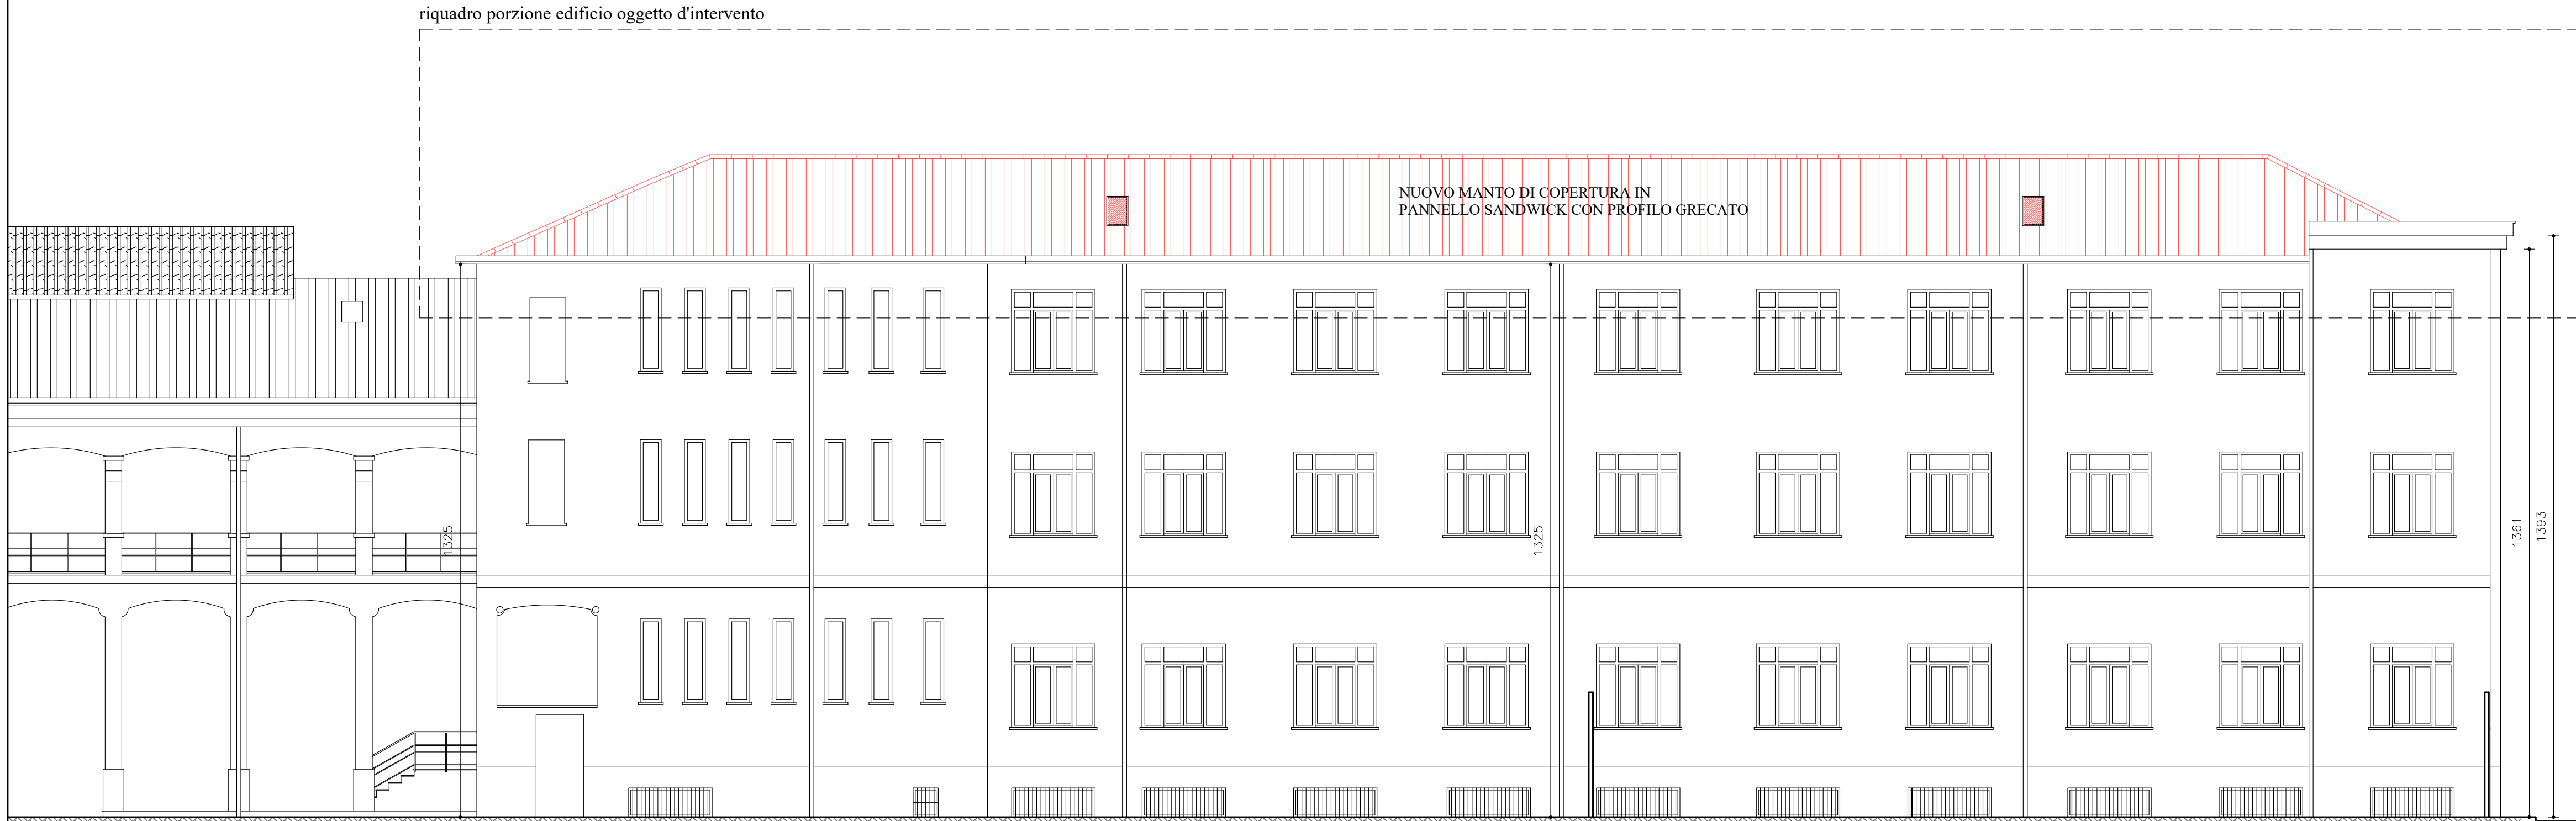 riquadro porzione edificio oggetto d'intervento
NUOVO MANTO DI COPERTURA IN
PANNELLO SANDWICK CON PROFILO GRECATO
1325
1325
1361
1393